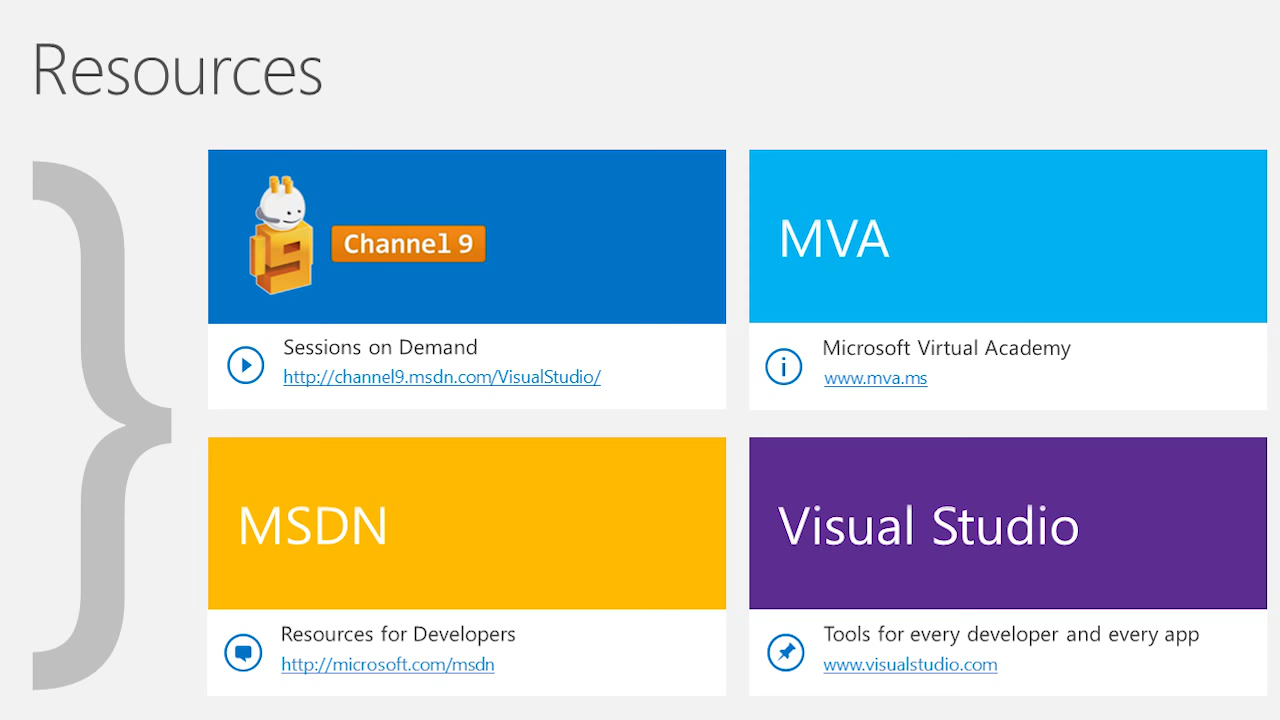 Resources
9
Channel 9
Sessions on Demand
http://channel9.msdn.com/VisualStudio/
MVA
Microsoft Virtual Academy
www.mva.ms
MSDN
Resources for Developers
http://microsoft.com/msdn
Visual Studio
Tools for every developer and every app
www.visualstudio.com